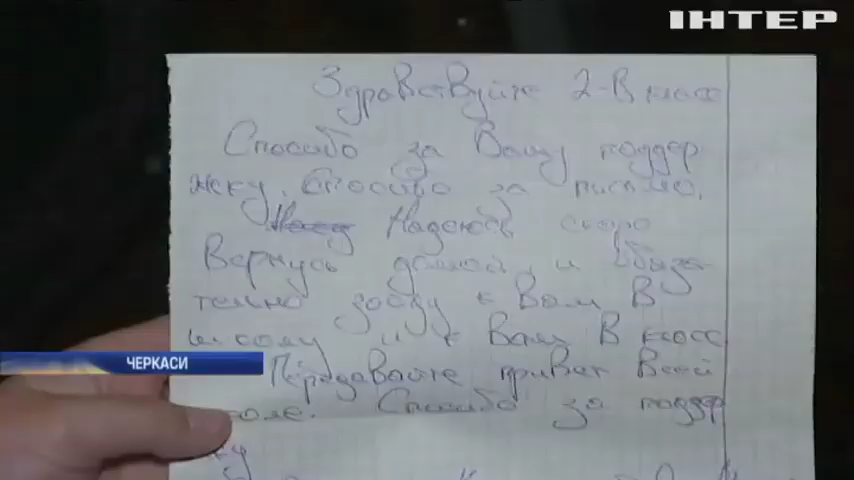 ІНТЕР
Здравствуйте 2-В класс
Спасибо за Вашу поддер
жку. Спасибо за письмо.
Надеюсь скоро
Вернусь домой, и обяза
тельно зайду к Вам В
школу и к Вам В класс
ЧЕРКАСИ
Передавайте привет Всей
Спасибо за поддер